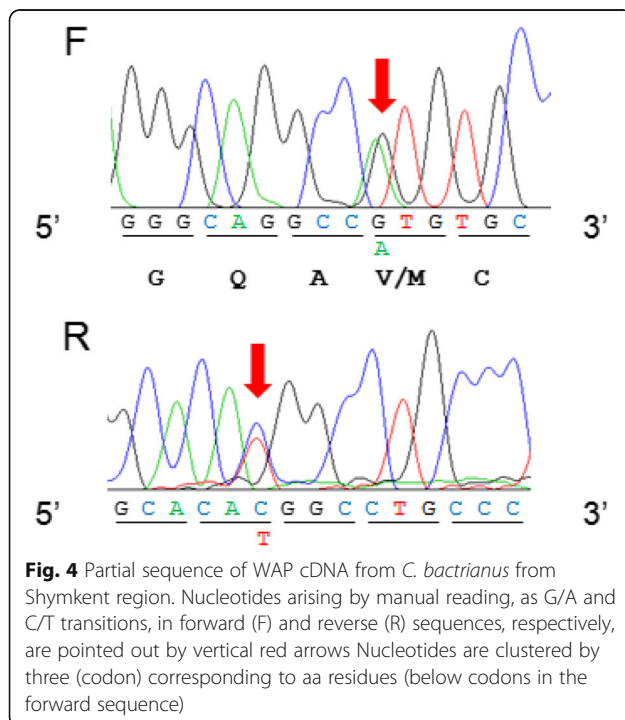 F
5' GGGCAGGCCGTGTGC 3'
A
G Q A V/M C
R
5' GCACACGGCCTGCCC 3'
T
Fig. 4 Partial sequence of WAP cDNA from C. bactrianus from
Shymkent region. Nucleotides arising by manual reading, as G/A and
C/T transitions, in forward (F) and reverse (R) sequences, respectively,
are pointed out by vertical red arrows Nucleotides are clustered by
three (codon) corresponding to aa residues (below codons in the
forward sequence)